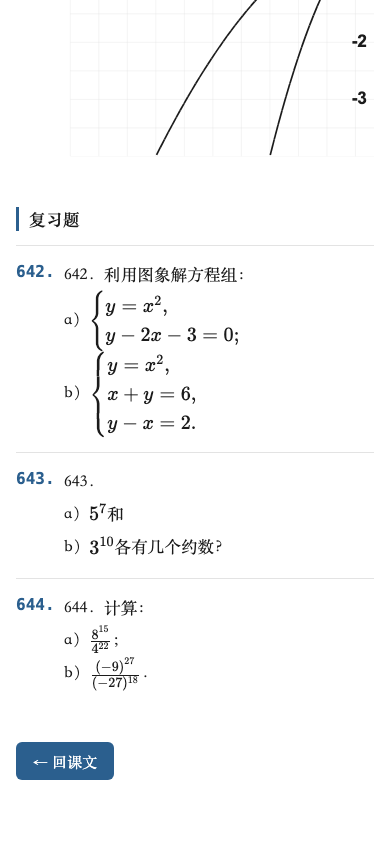 -2
-3
复习题
642. 642. 利用图象解方程组:
a) { y = x², 
y − 2x − 3 = 0;
b) { y = x²,
x + y = 6,
y − x = 2.
643. 643.
a) 5⁷和
b) 3¹⁰各有几个约数?
644. 644. 计算:
a) 8¹⁵/4²² ;
b) (−9)²⁷/(−27)¹⁸ .
← 回课文